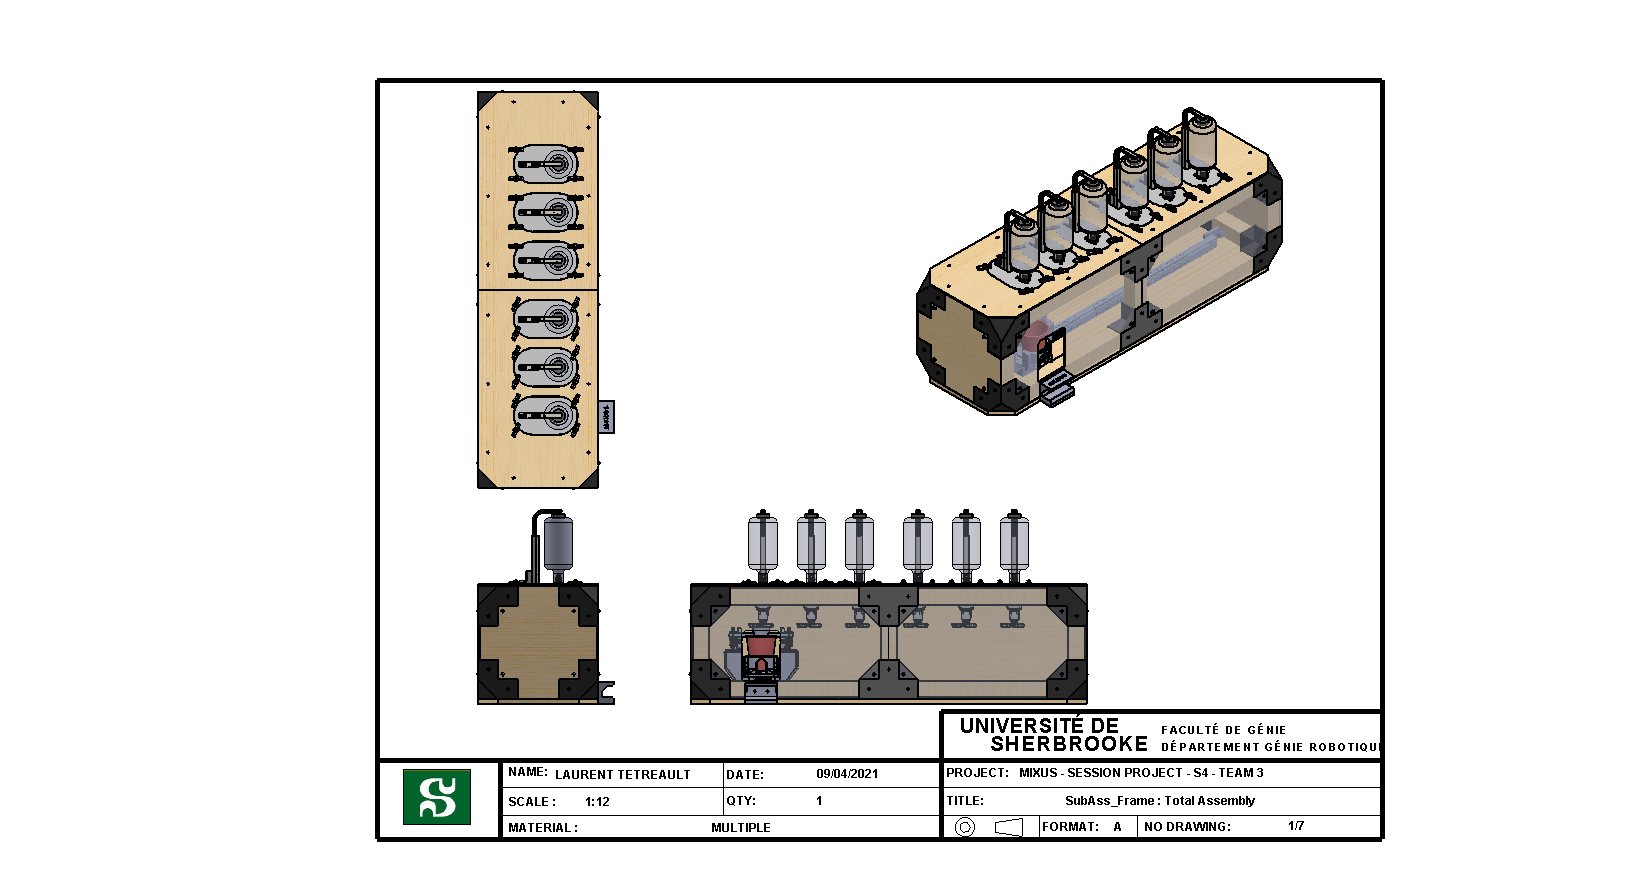 UNIVERSITÉ DE
SHERBROOKE
FACULTÉ DE GÉNIE
DÉPARTEMENT GÉNIE ROBOTIQU
NAME: LAURENT TETREAULT
DATE: 09/04/2021
PROJECT: MIXUS - SESSION PROJECT - S4 - TEAM 3
SCALE : 1:12
QTY: 1
TITLE: SubAss_Frame : Total Assembly
MATERIAL : MULTIPLE
FORMAT: A
NO DRAWING: 1/7